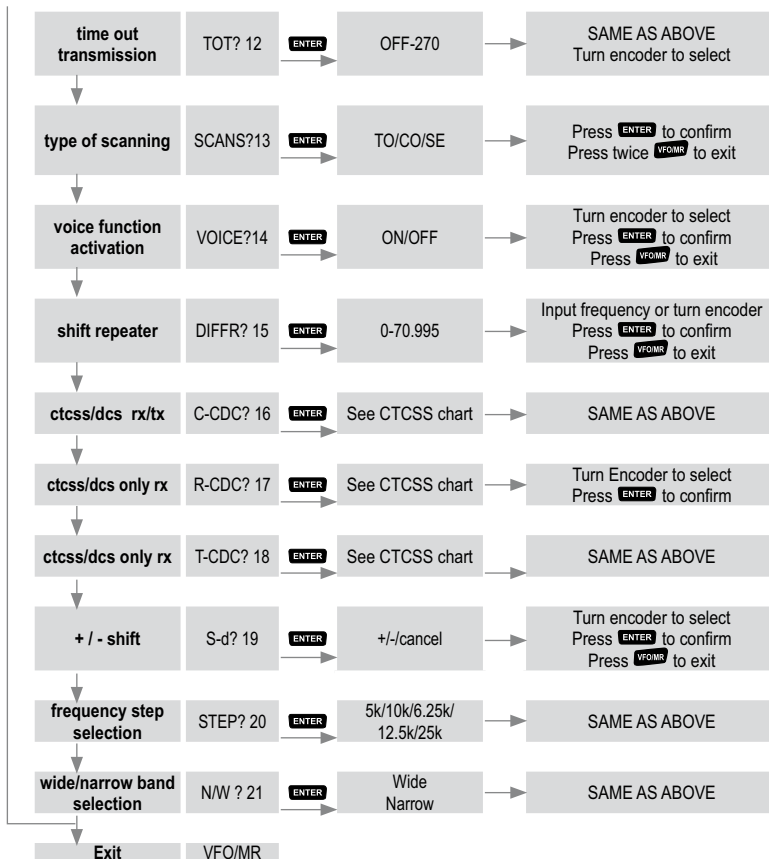 time out
transmission
TOT? 12
ENTER
OFF-270
SAME AS ABOVE
Turn encoder to select
type of scanning
SCANS?13
ENTER
TO/CO/SE
Press ENTER to confirm
Press twice VFO/MR to exit
voice function
activation
VOICE?14
ENTER
ON/OFF
Turn encoder to select
Press ENTER to confirm
Press VFO/MR to exit
shift repeater
DIFFR? 15
ENTER
0-70.995
Input frequency or turn encoder
Press ENTER to confirm
Press VFO/MR to exit
ctcss/dcs rx/tx
C-CDC? 16
ENTER
See CTCSS chart
SAME AS ABOVE
ctcss/dcs only rx
R-CDC? 17
ENTER
See CTCSS chart
Turn Encoder to select
Press ENTER to confirm
ctcss/dcs only rx
T-CDC? 18
ENTER
See CTCSS chart
SAME AS ABOVE
+ / - shift
S-d? 19
ENTER
+/-/cancel
Turn encoder to select
Press ENTER to confirm
Press VFO/MR to exit
frequency step
selection
STEP? 20
ENTER
5k/10k/6.25k/
12.5k/25k
SAME AS ABOVE
wide/narrow band
selection
N/W ? 21
ENTER
Wide
Narrow
SAME AS ABOVE
Exit
VFO/MR